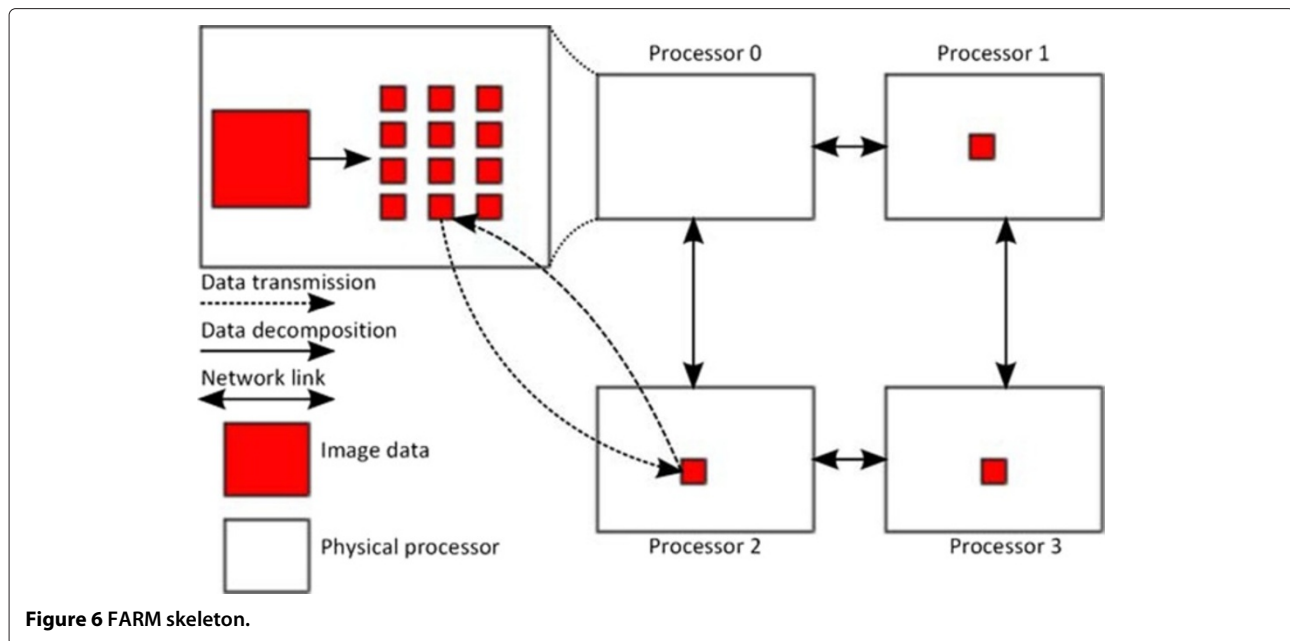 Processor 0
Processor 1
Data transmission
Data decomposition
Network link
Image data
Physical processor
Processor 2
Processor 3
Figure 6 FARM skeleton.